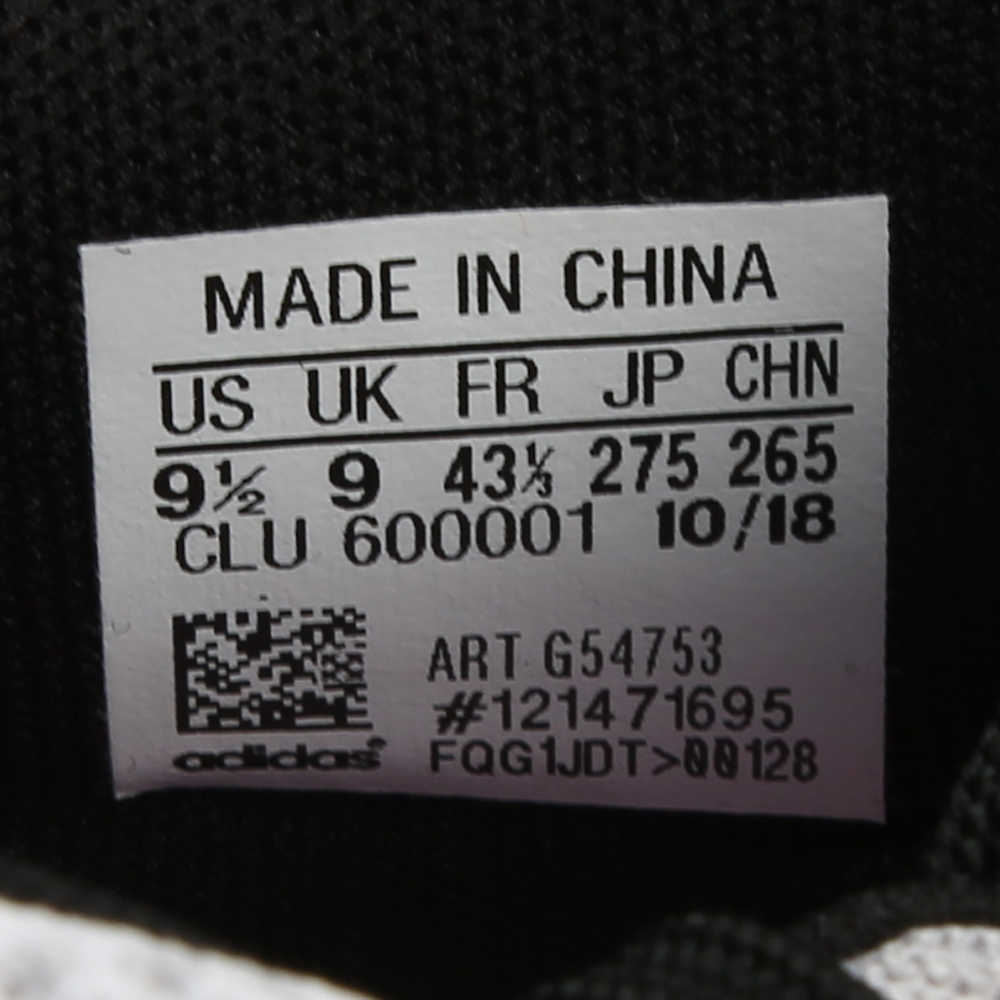 MADE IN CHINA
US UK FR JP CHN
9½ 9 43⅓ 275 265
CLU 600001 10/18
ART G54753
#121471695
adidas
FQG1JDT>00128